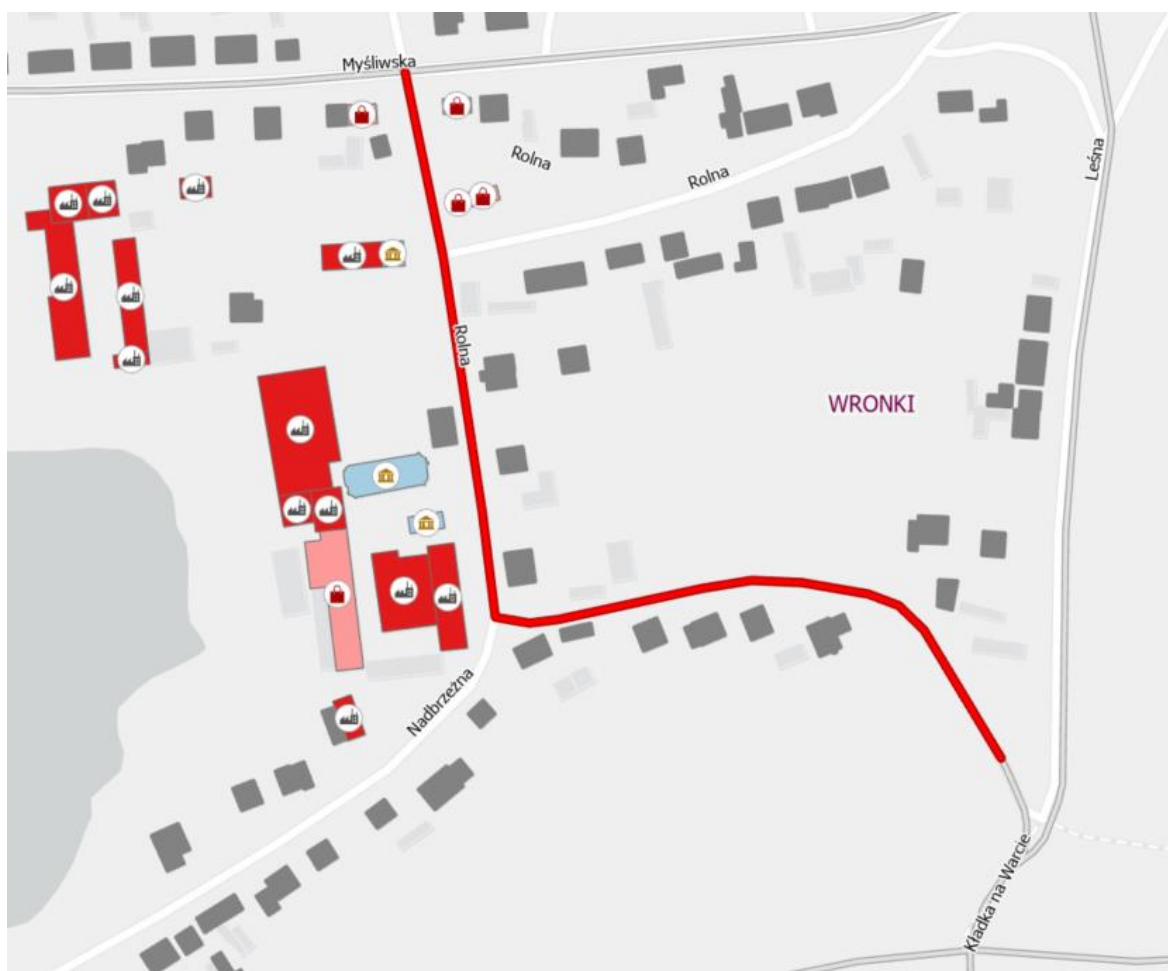 Myśliwska
Rolna
Rolna
Leśna
Rolna
WRONKI
Nadbrzeżna
Kładka na Warcie